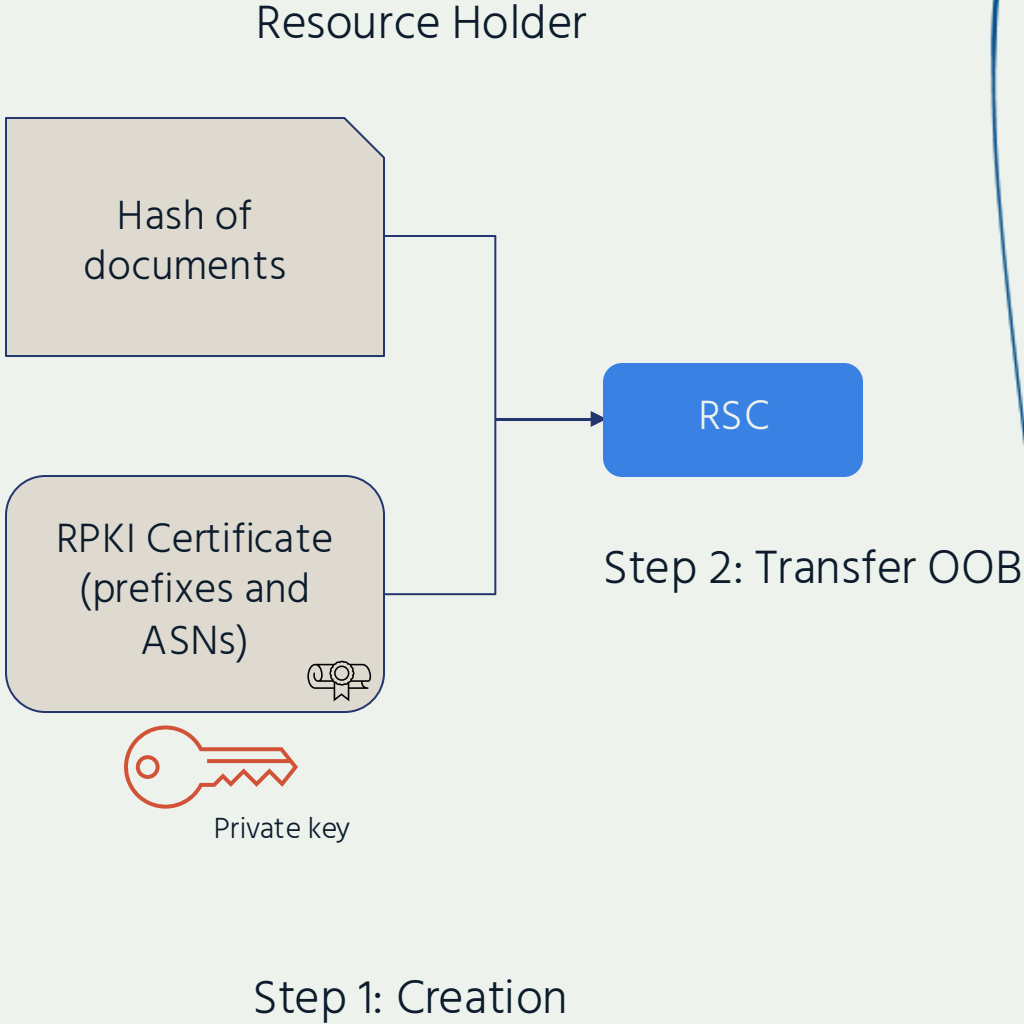 Resource Holder
Hash of
documents
RSC
RPKI Certificate
(prefixes and
ASNs)
Step 2: Transfer OOB
Private key
Step 1: Creation